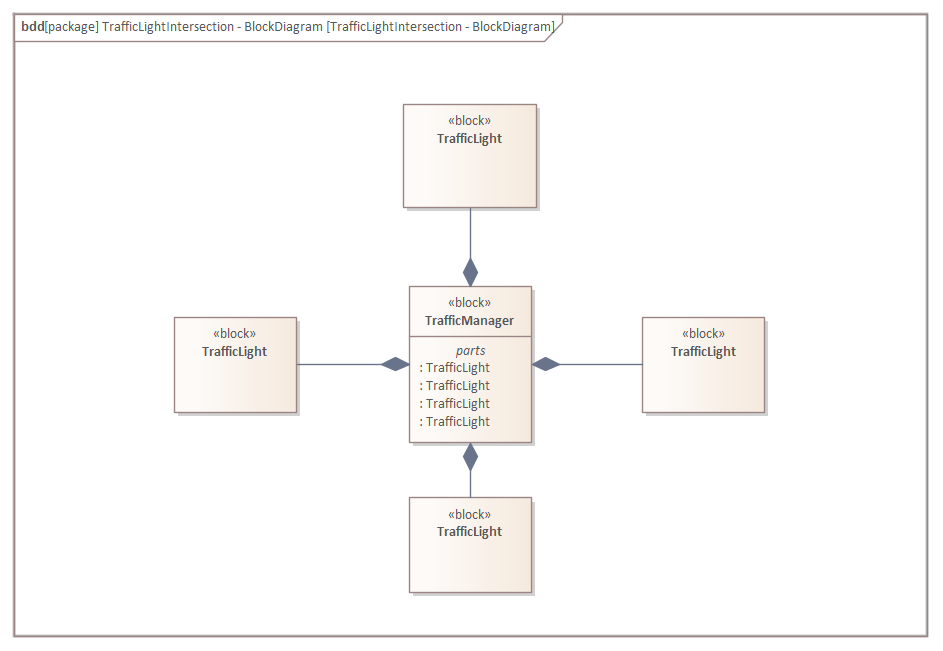 bdd[package] TrafficLightIntersection - BlockDiagram [TrafficLightIntersection - BlockDiagram]
«block»
TrafficLight
«block»
TrafficLight
«block»
TrafficManager
parts
: TrafficLight
: TrafficLight
: TrafficLight
: TrafficLight
«block»
TrafficLight
«block»
TrafficLight